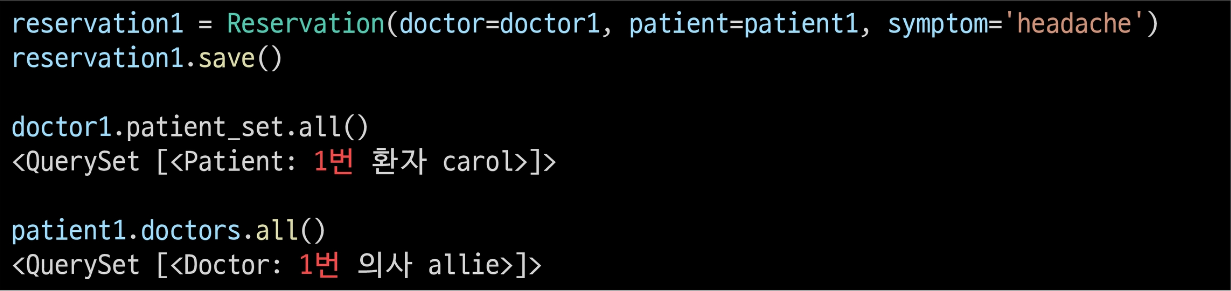 reservation1 = Reservation(doctor=doctor1, patient=patient1, symptom='headache')
reservation1.save()
doctor1.patient_set.all()
<QuerySet [<Patient: 1번 환자 carol>]>
patient1.doctors.all()
<QuerySet [<Doctor: 1번 의사 allie>]>